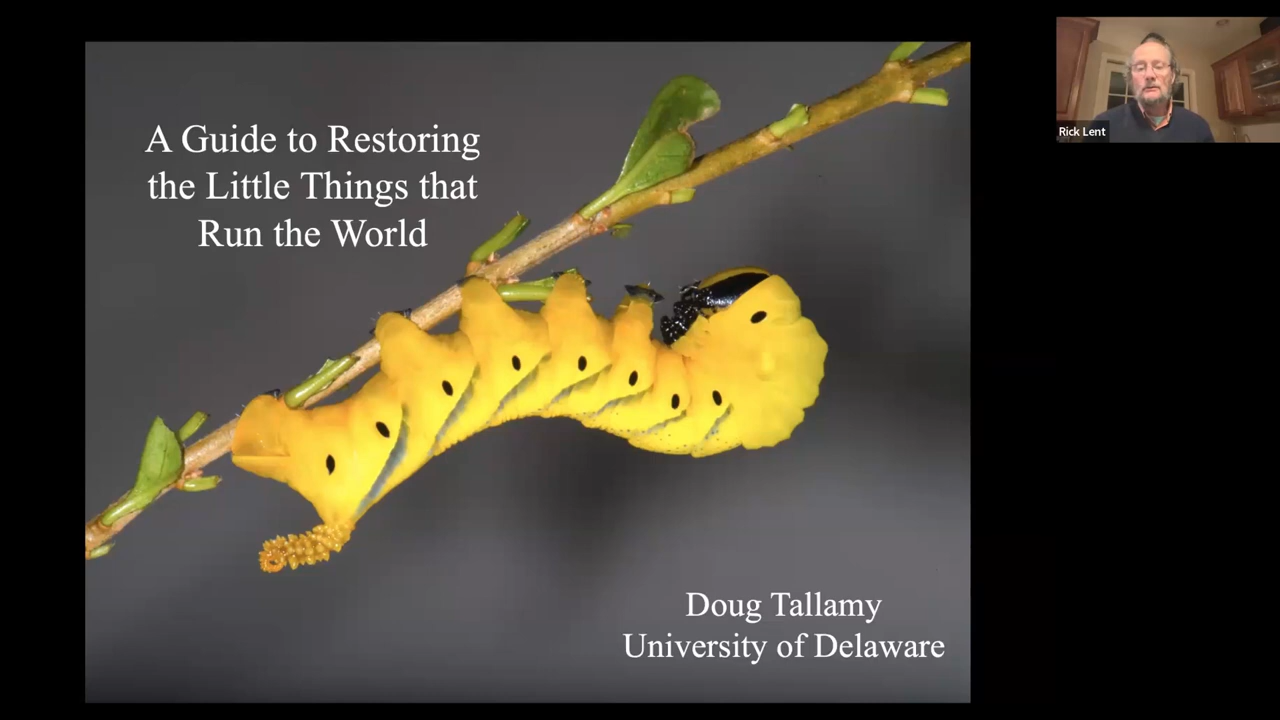 A Guide to Restoring
the Little Things that
Run the World
Doug Tallamy
University of Delaware
Rick Lent